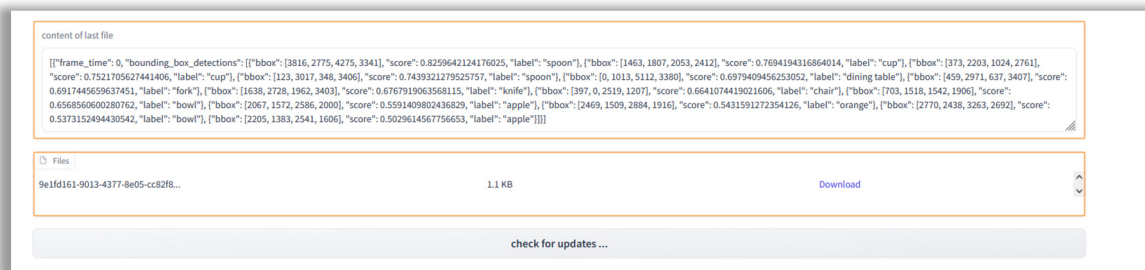 content of last file
[{"frame_time": 0, "bounding_box_detections": [{"bbox": [3816, 2775, 4275, 3341], "score": 0.8259642124176025, "label": "spoon"}, {"bbox": [1463, 1807, 2053, 2412], "score": 0.7694194316864014, "label": "cup"}, {"bbox": [373, 2203, 1024, 2761],
"score": 0.7521705627441406, "label": "cup"}, {"bbox": [123, 3017, 348, 3406], "score": 0.7439321279525757, "label": "spoon"}, {"bbox": [0, 1013, 5112, 3380], "score": 0.6979409456253052, "label": "dining table"}, {"bbox": [459, 2971, 637, 3407], "score":
0.6917445659637451, "label": "fork"}, {"bbox": [1638, 2728, 1962, 3403], "score": 0.6767919063568115, "label": "knife"}, {"bbox": [397, 0, 2519, 1207], "score": 0.6641074419021606, "label": "chair"}, {"bbox": [703, 1518, 1542, 1906], "score":
0.6568560600280762, "label": "bowl"}, {"bbox": [2067, 1572, 2586, 2000], "score": 0.5591409802436829, "label": "apple"}, {"bbox": [2469, 1509, 2884, 1916], "score": 0.5431591272354126, "label": "orange"}, {"bbox": [2770, 2438, 3263, 2692], "score":
0.5373152494430542, "label": "bowl"}, {"bbox": [2205, 1383, 2541, 1606], "score": 0.5029614567756653, "label": "apple"}]}]
Files
9e1fd161-9013-4377-8e05-cc82f8... 1.1 KB Download
check for updates ...